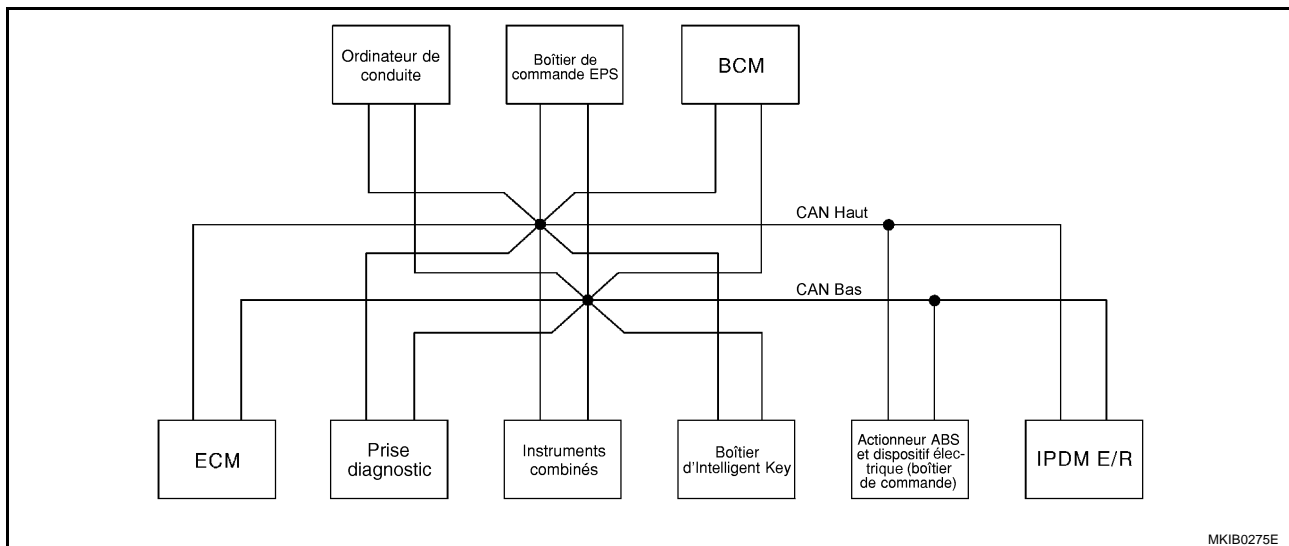 Ordinateur de
conduite
Boîtier de
commande EPS
BCM
CAN Haut
CAN Bas
ECM
Prise
diagnostic
Instruments
combinés
Boîtier
d'Intelligent Key
Actionneur ABS
et dispositif élec-
trique (boîtier
de commande)
IPDM E/R
MKIB0275E